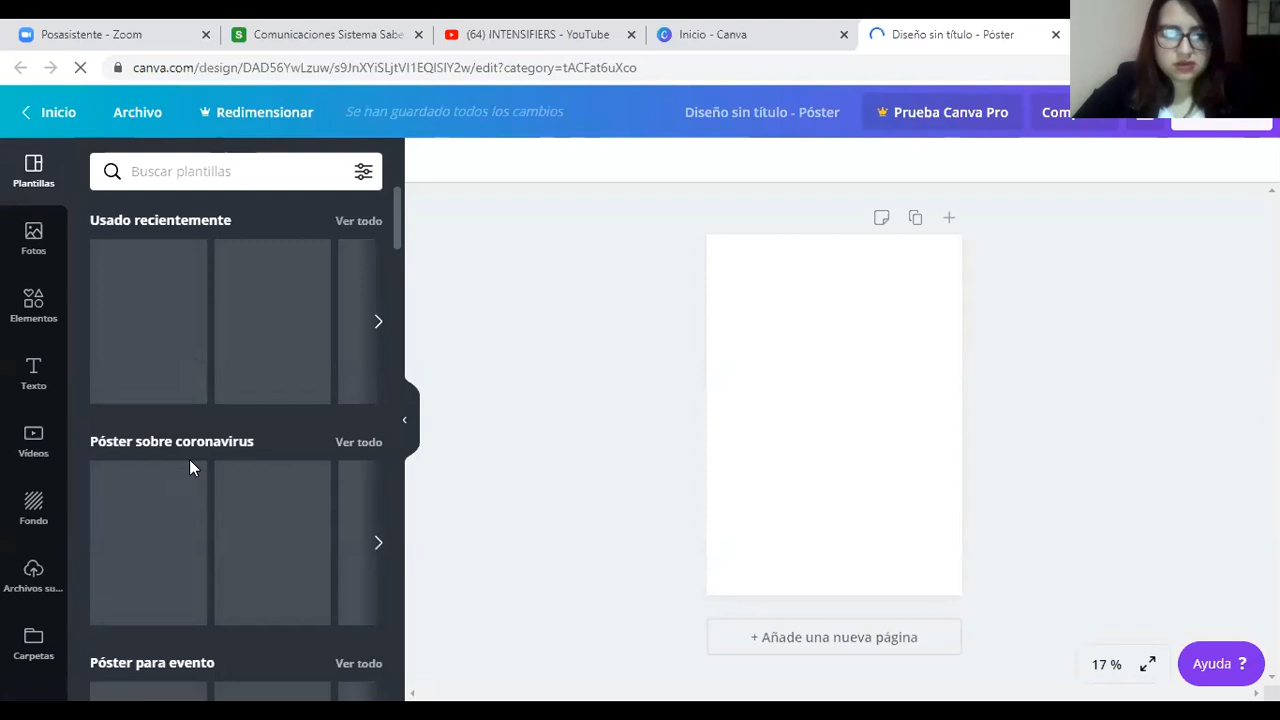 Posasistente - Zoom
Comunicaciones Sistema Sabe
(64) INTENSIFIERS - YouTube
Inicio - Canva
Diseño sin título - Póster
canva.com/design/DAD56YwLzuw/s9JnXYiSLjtVI1EQISIY2w/edit?category=tACFat6uXco
Inicio
Archivo
Redimensionar
Se han guardado todos los cambios
Diseño sin título - Póster
Prueba Canva Pro
Plantillas
Buscar plantillas
Usado recientemente
Ver todo
Fotos
Elementos
Texto
Póster sobre coronavirus
Ver todo
Vídeos
Fondo
Archivos su...
Carpetas
Póster para evento
Ver todo
+ Añade una nueva página
17 %
Ayuda ?